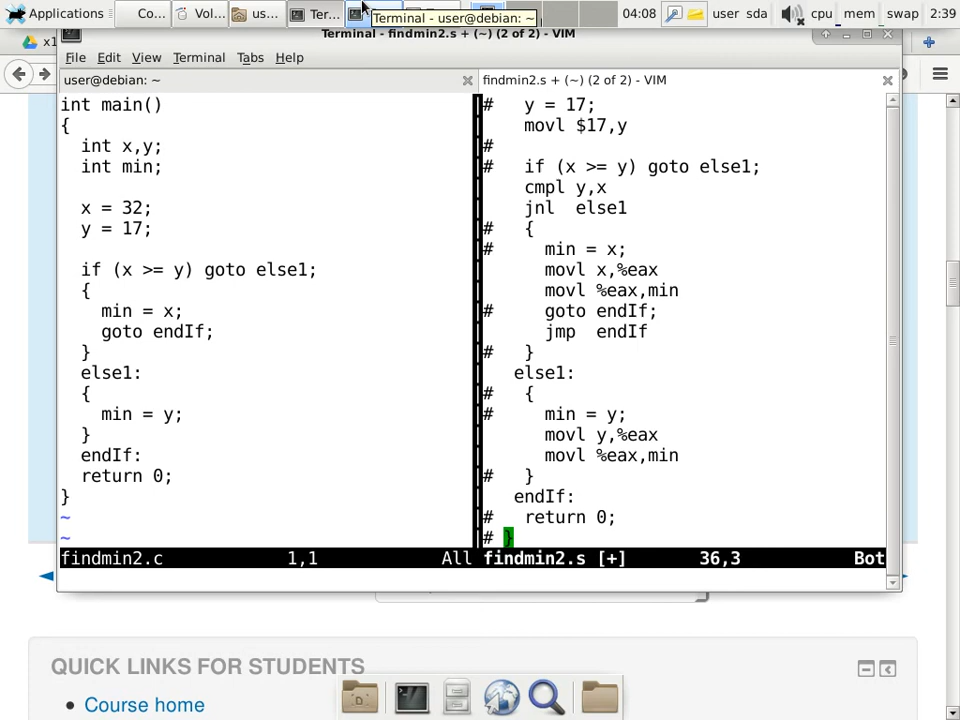 Applications
Co...
Vol...
us...
Ter...
Terminal - user@debian: ~
04:08
user
sda
cpu
mem
swap
2:39
Terminal - findmin2.s + (~) (2 of 2) - VIM
x1
File Edit View Terminal Tabs Help
user@debian: ~
findmin2.s + (~) (2 of 2) - VIM
int main()
{
int x,y;
int min;
x = 32;
y = 17;
if (x >= y) goto else1;
{
min = x;
goto endIf;
}
else1:
{
min = y;
}
endIf:
return 0;
}
~
~
findmin2.c 1,1 All
# y = 17;
movl $17,y
#
# if (x >= y) goto else1;
cmpl y,x
jnl else1
# {
# min = x;
movl x,%eax
movl %eax,min
# goto endIf;
jmp endIf
# }
else1:
# {
# min = y;
movl y,%eax
movl %eax,min
# }
endIf:
# return 0;
# }
findmin2.s [+] 36,3 Bot
QUICK LINKS FOR STUDENTS
Course home